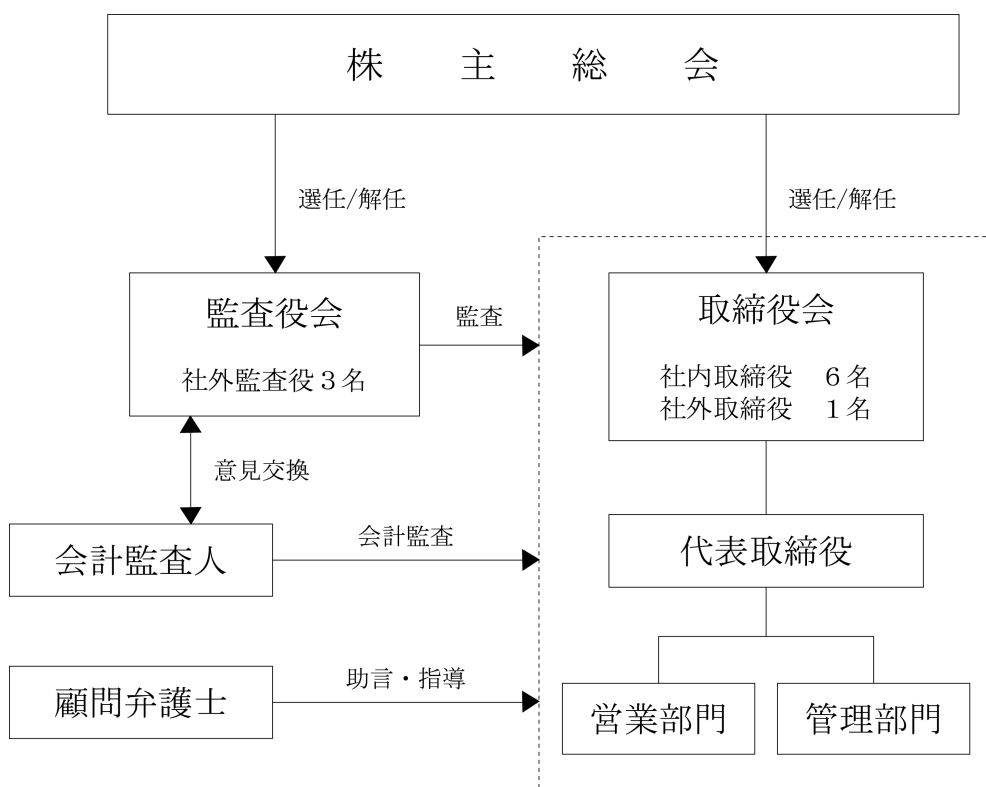 株主総会
選任/解任
選任/解任
監査役会
社外監査役３名
監査
取締役会
社内取締役　６名
社外取締役　１名
意見交換
会計監査人
会計監査
代表取締役
顧問弁護士
助言・指導
営業部門
管理部門